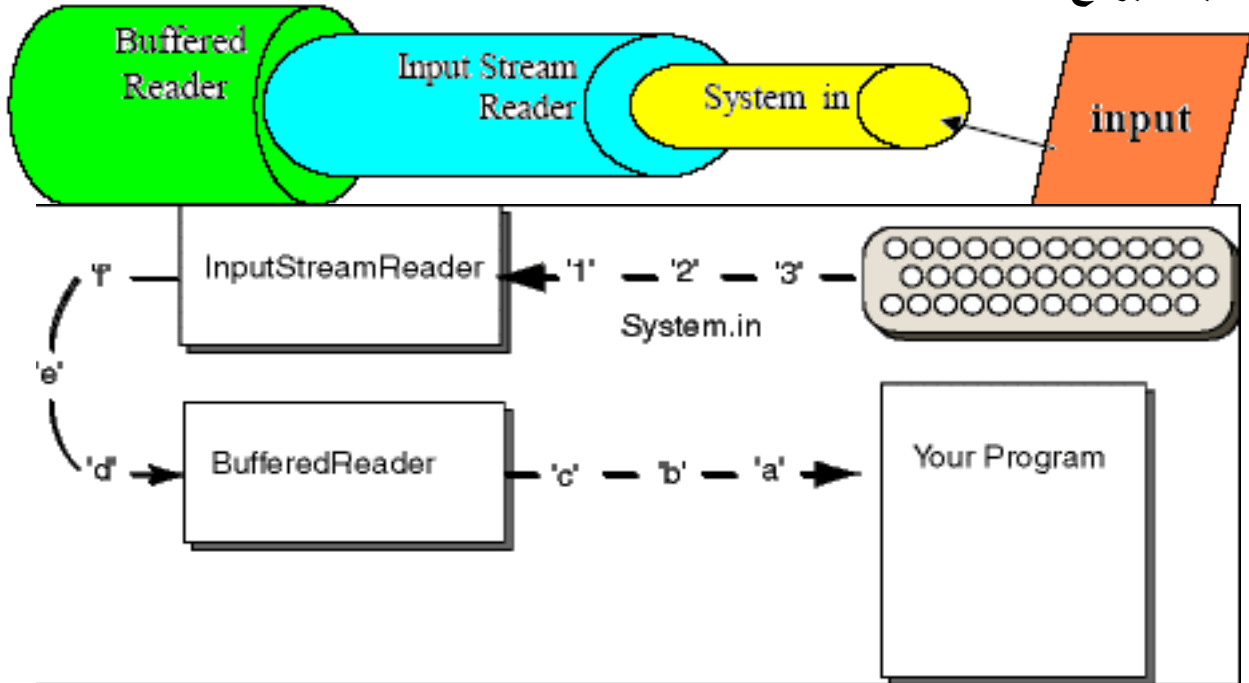 Buffered
Reader
Input Stream
Reader
System in
input
InputStreamReader
'1'
'2'
'3'
System.in
'f'
'e'
'd'
BufferedReader
'c'
'b'
'a'
Your Program